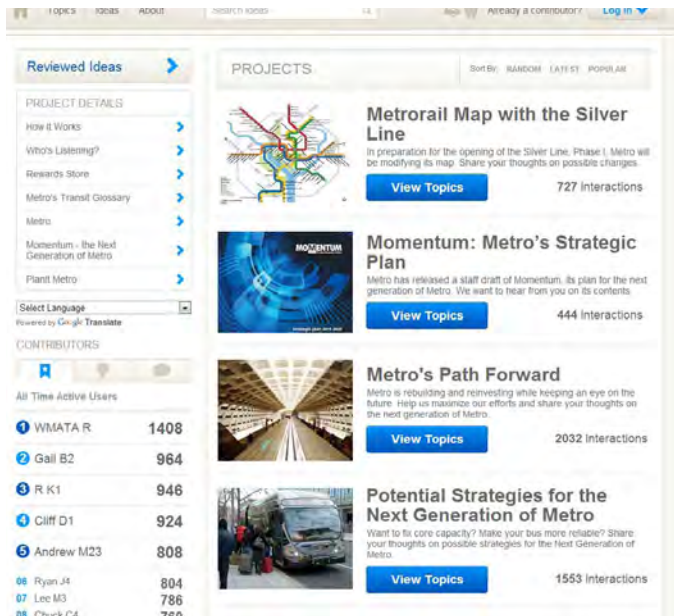 Topics Ideas About Search Ideas Already a contributor? Log In
Reviewed Ideas
PROJECT DETAILS
How it Works
Who's Listening?
Rewards Store
Metro's Transit Glossary
Metro
Momentum - the Next
Generation of Metro
PlanIt Metro
Select Language
Powered by Google Translate
CONTRIBUTORS
All Time Active Users
1 WMATA R 1408
2 Gail B2 964
3 R K1 946
4 Cliff D1 924
5 Andrew M23 808
06 Ryan J4 804
07 Lee M3 786
08 Chuck C4 760
PROJECTS
Sort By: RANDOM LATEST POPULAR
Metrorail Map with the Silver
Line
In preparation for the opening of the Silver Line, Phase I, Metro will
be modifying its map. Share your thoughts on possible changes.
View Topics 727 Interactions
MOMENTUM
Momentum: Metro's Strategic
Plan
Metro has released a staff draft of Momentum, its plan for the next
generation of Metro. We want to hear from you on its contents.
View Topics 444 Interactions
Metro's Path Forward
Metro is rebuilding and reinvesting while keeping an eye on the
future. Help us maximize our efforts and share your thoughts on
the next generation of Metro.
View Topics 2032 Interactions
Potential Strategies for the
Next Generation of Metro
Want to fix core capacity? Make your bus more reliable? Share
your thoughts on possible strategies for the Next Generation of
Metro.
View Topics 1553 Interactions